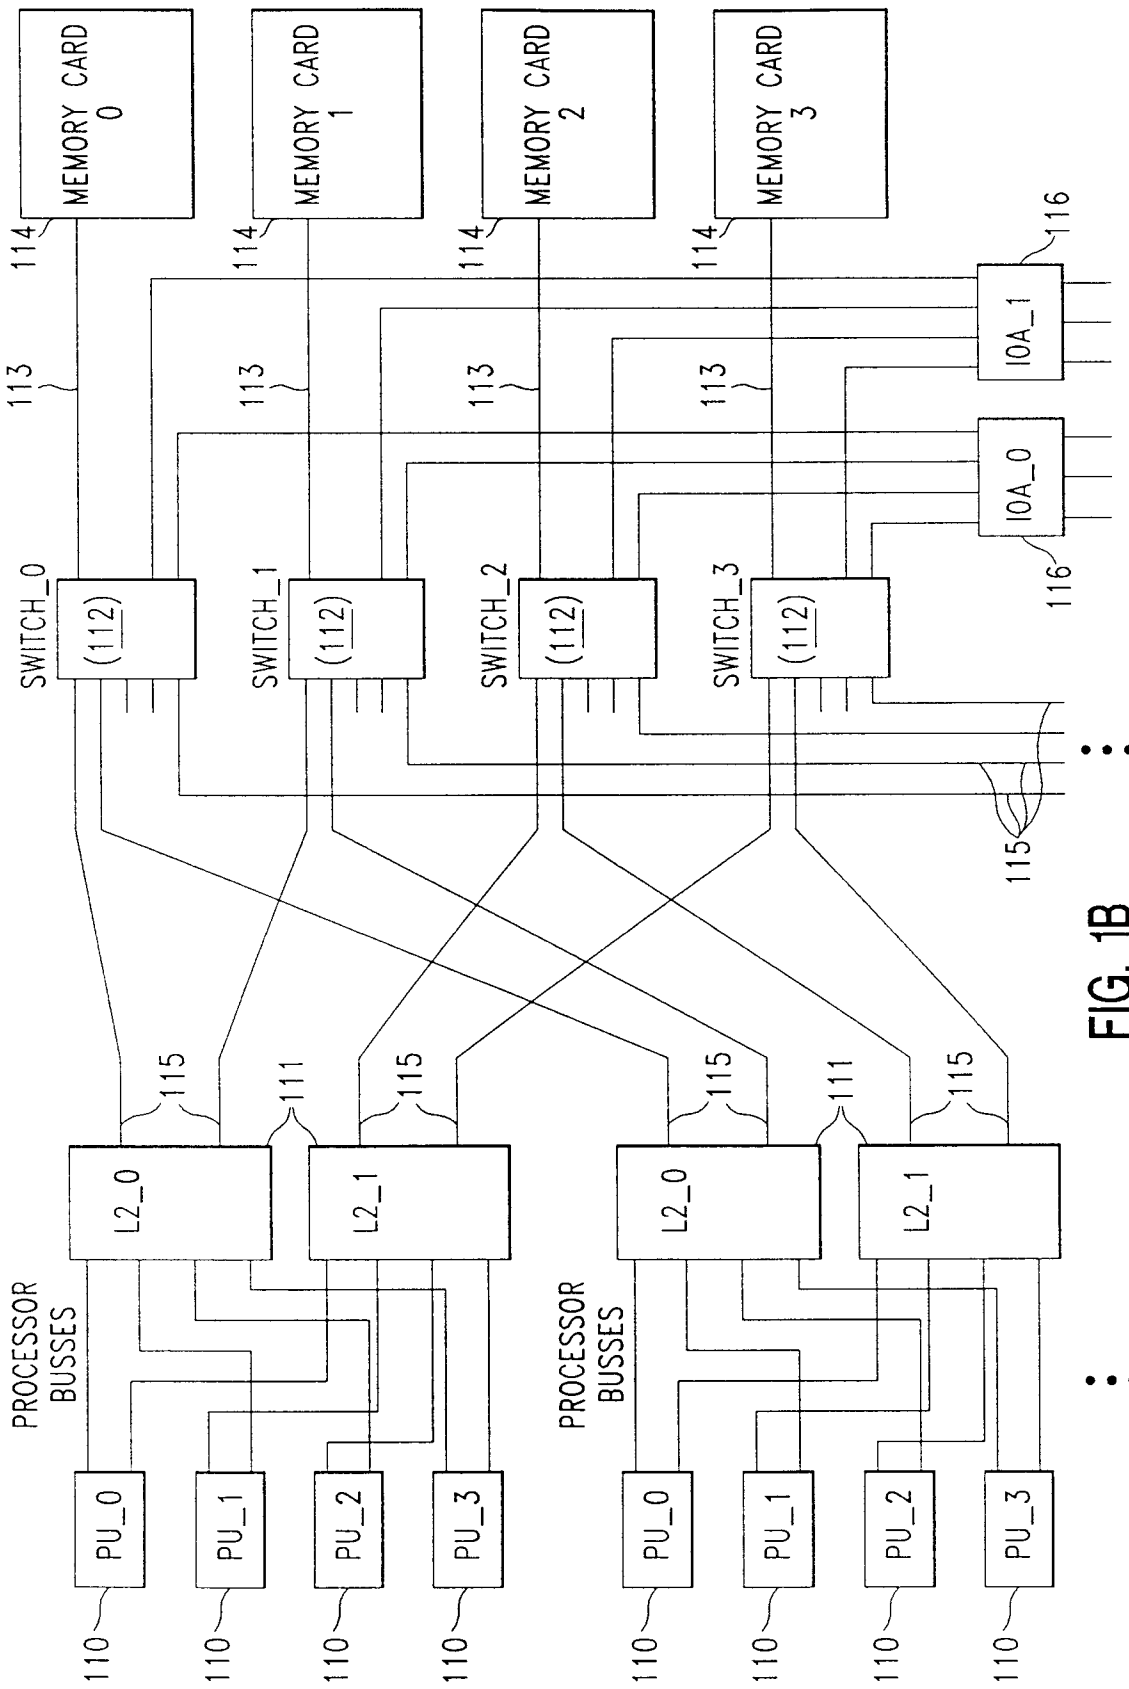 MEMORY CARD
0
MEMORY CARD
1
MEMORY CARD
2
MEMORY CARD
3
114
114
114
114
113
113
113
113
116
IOA_1
IOA_0
116
SWITCH_0
(112)
SWITCH_1
(112)
SWITCH_2
(112)
SWITCH_3
(112)
115
115
115
115
115
111
111
L2_0
L2_1
L2_0
L2_1
PROCESSOR
BUSSES
PROCESSOR
BUSSES
PU_0
PU_1
PU_2
PU_3
PU_0
PU_1
PU_2
PU_3
110
110
110
110
110
110
110
110
FIG. 1B